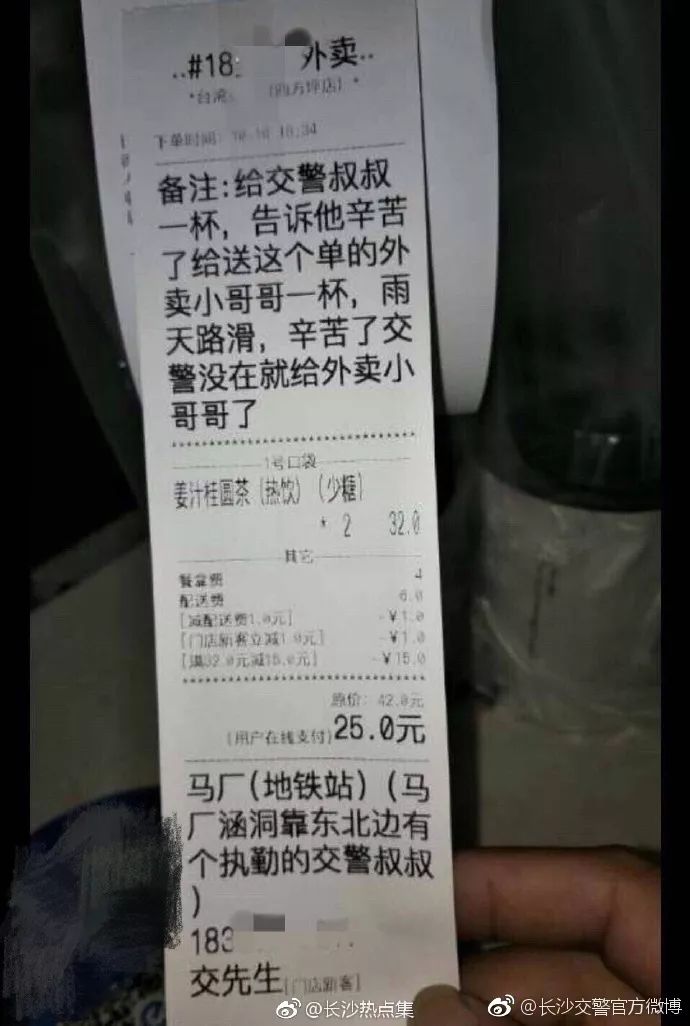 ..#18 外卖..
*台湾 (四方坪店) *
下单时间: 10-16 18:34
备注:给交警叔叔
一杯，告诉他辛苦
了给送这个单的外
卖小哥哥一杯，雨
天路滑，辛苦了交
警没在就给外卖小
哥哥了
1号口袋
姜汁桂圆茶（热饮）（少糖）
* 2 32.0
其它
餐盒费 4
配送费 6.0
[减配送费1.0元] -￥1.0
[门店新客立减1.0元] -￥1.0
[满32.0元减15.0元] -￥15.0
原价: 42.0元
(用户在线支付)25.0元
马厂(地铁站)（马
厂涵洞靠东北边有
个执勤的交警叔叔
）
183
交先生[门店新客]
@长沙热点集
@长沙交警官方微博